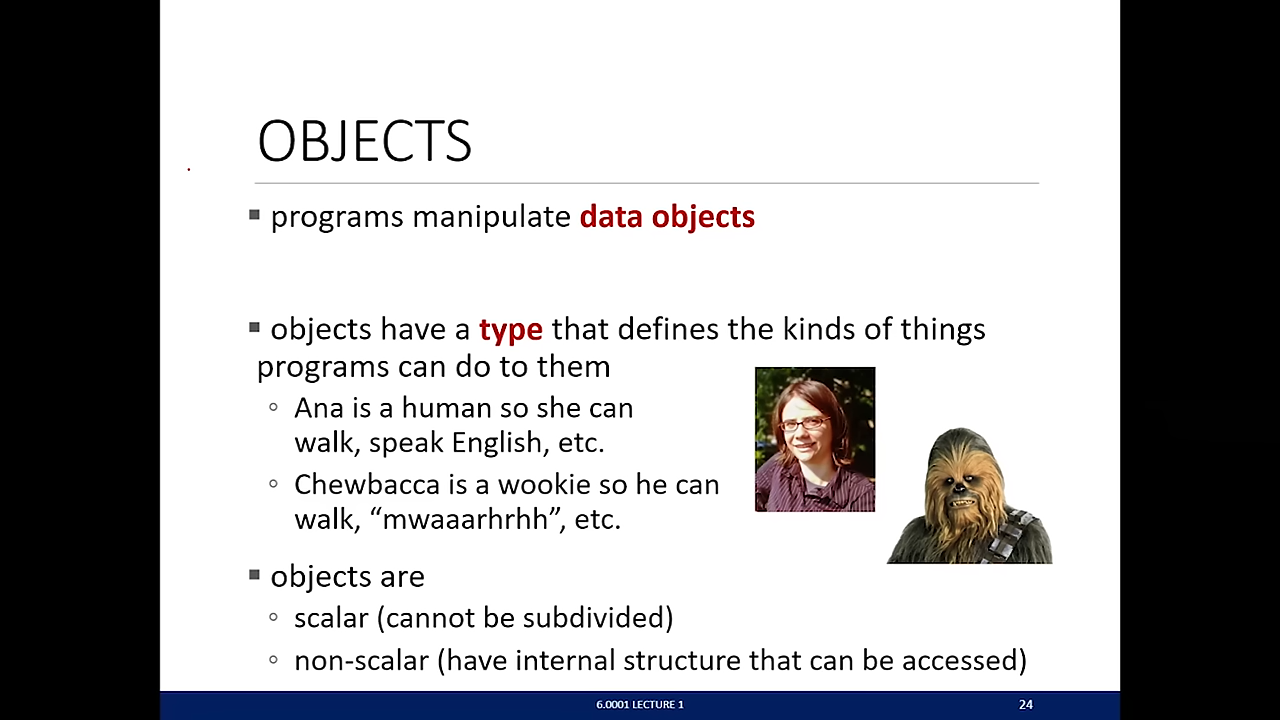 OBJECTS
▪ programs manipulate data objects
▪ objects have a type that defines the kinds of things
programs can do to them
◦ Ana is a human so she can
walk, speak English, etc.
◦ Chewbacca is a wookie so he can
walk, “mwaaarhrhh”, etc.
▪ objects are
◦ scalar (cannot be subdivided)
◦ non-scalar (have internal structure that can be accessed)
6.0001 LECTURE 1
24